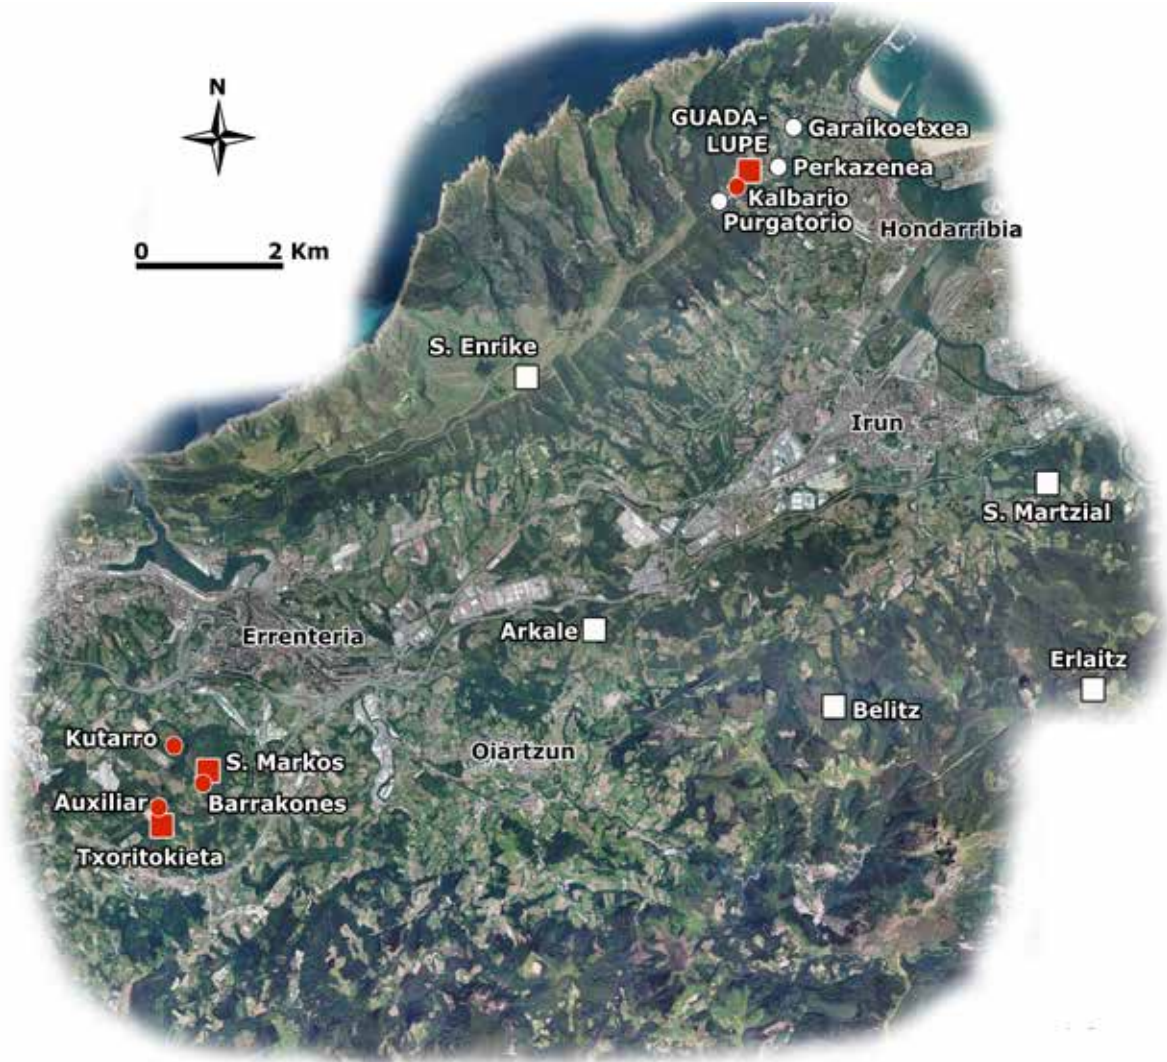 N
0 2 Km
GUADA-
LUPE
Garaikoetxea
Perkazenea
Kalbario
Purgatorio
Hondarribia
S. Enrike
Irun
S. Martzial
Arkale
Errenteria
Erlaitz
Belitz
Kutarro
S. Markos
Oiartzun
Auxiliar
Barrakones
Txoritokieta